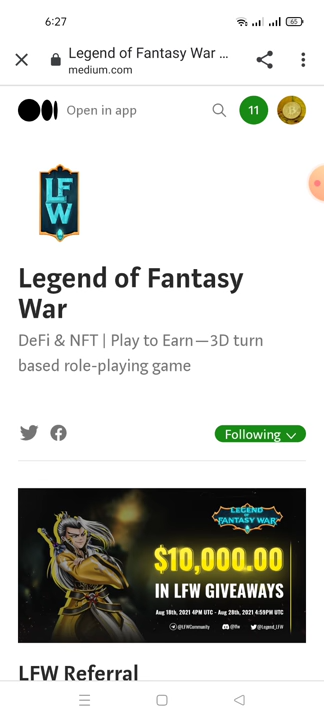 6:27
65
Legend of Fantasy War ...
medium.com
Open in app
11
LF
W
Legend of Fantasy
War
DeFi & NFT | Play to Earn — 3D turn
based role-playing game
Following
LEGEND
OF
FANTASY WAR
$10,000.00
IN LFW GIVEAWAYS
Aug 18th, 2021 4PM UTC - Aug 28th, 2021 4:59PM UTC
@LFWCommunity
@lfw
@Legend_LFW
LFW Referral